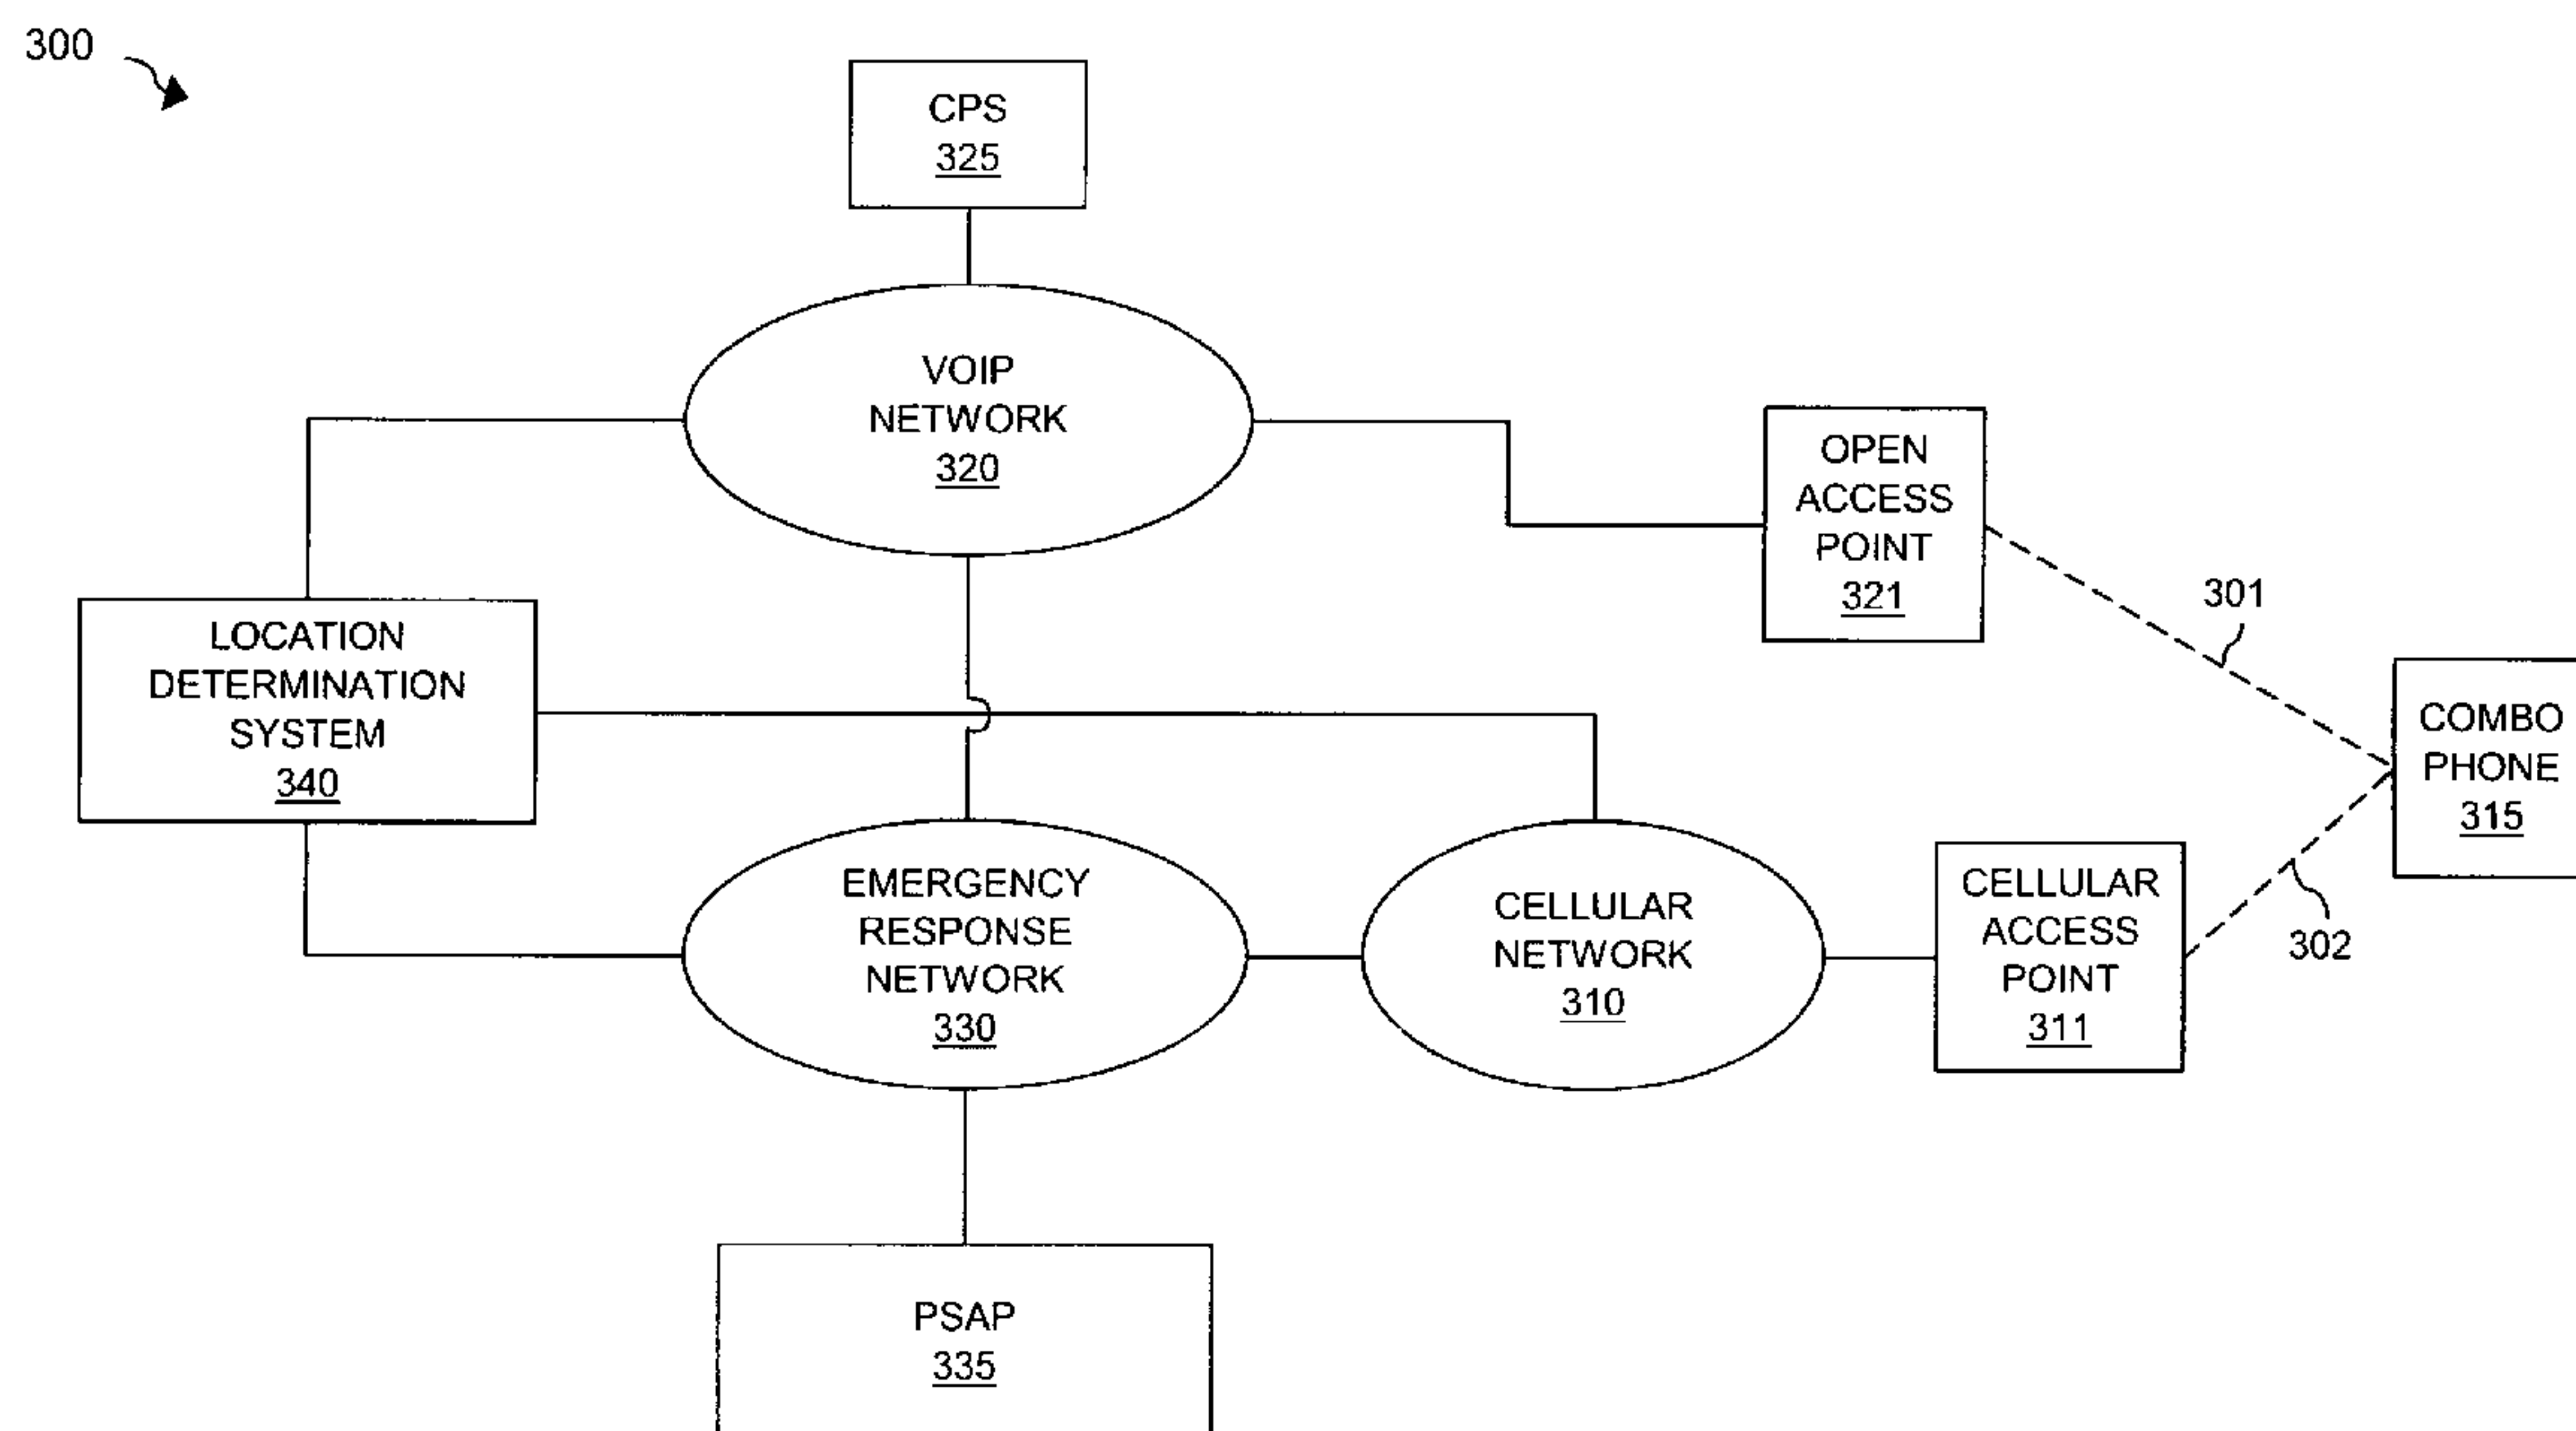 300
CPS
325
VOIP
NETWORK
320
OPEN
ACCESS
POINT
321
301
LOCATION
DETERMINATION
SYSTEM
340
COMBO
PHONE
315
EMERGENCY
RESPONSE
NETWORK
330
CELLULAR
NETWORK
310
CELLULAR
ACCESS
POINT
311
302
PSAP
335